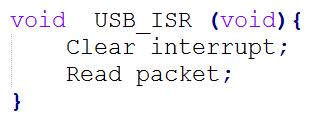 void  USB_ISR (void){
    Clear interrupt;
    Read packet;
}